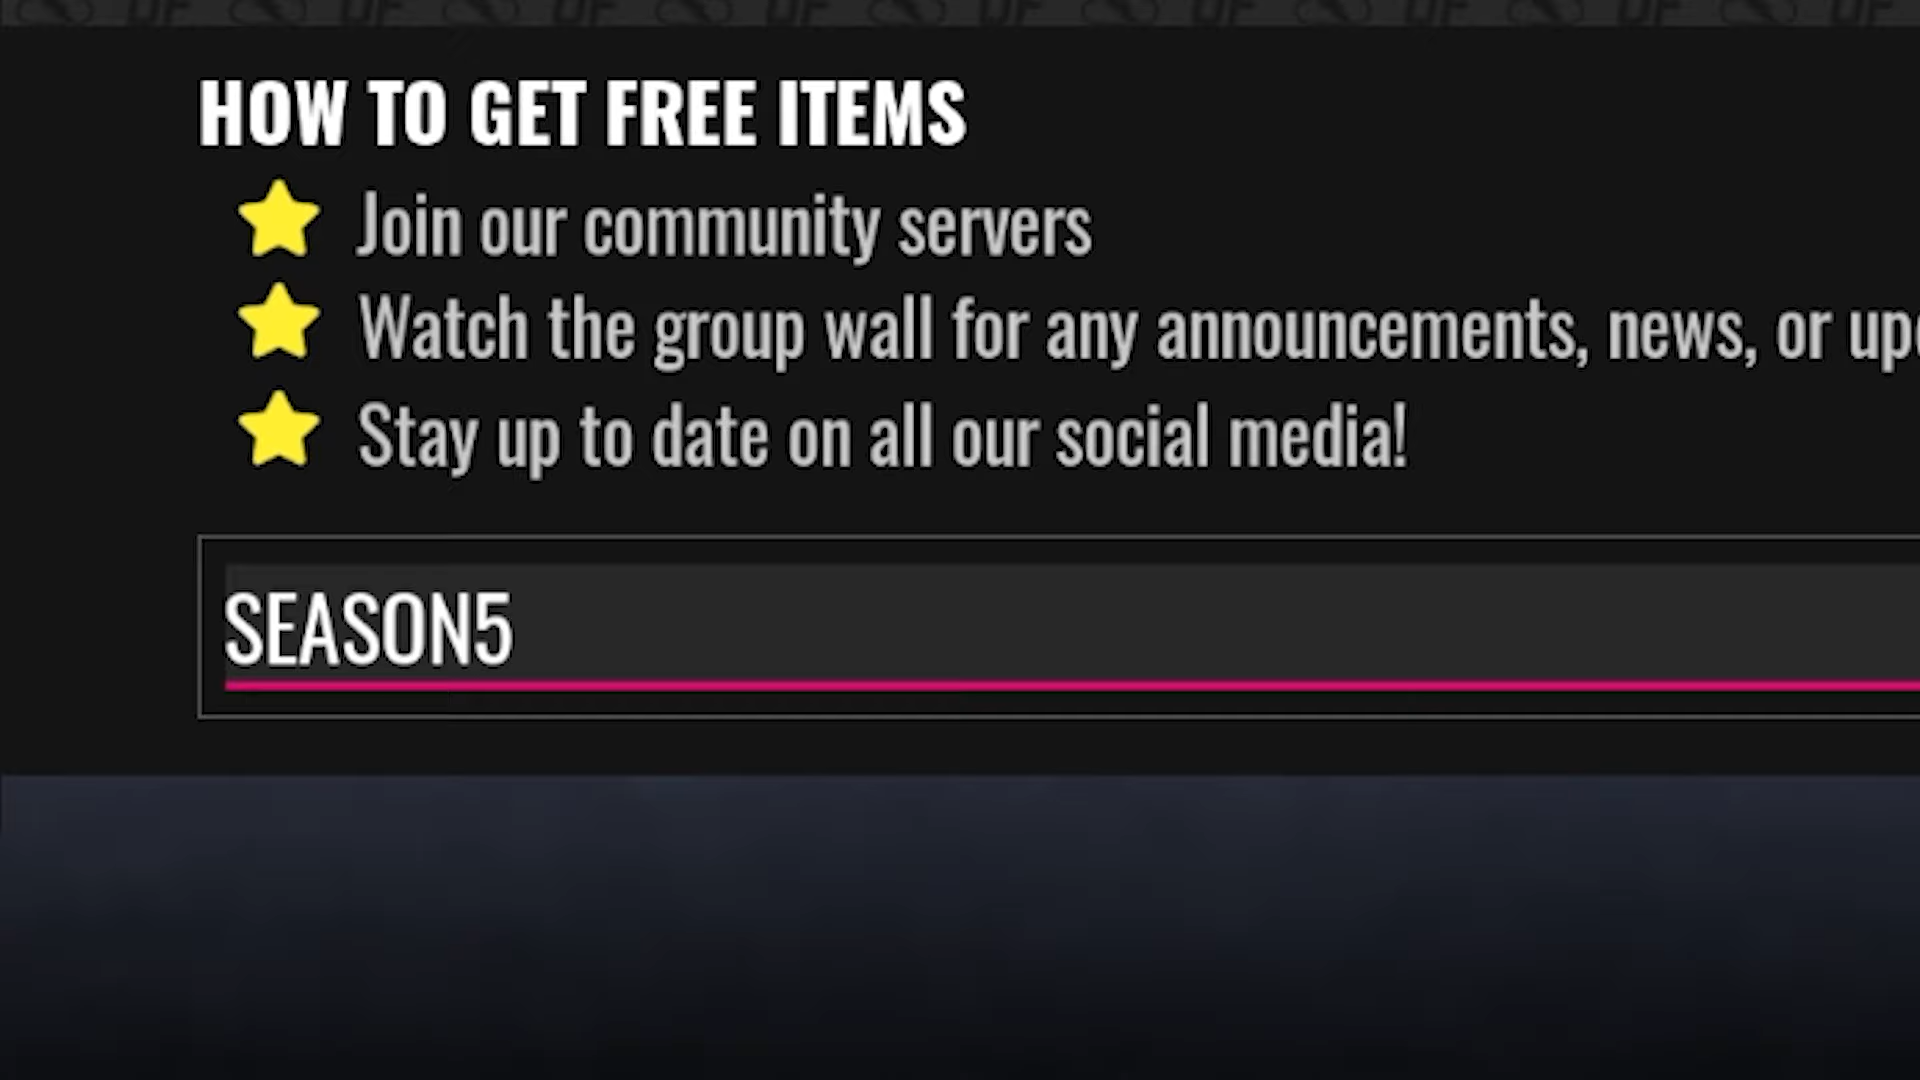 HOW TO GET FREE ITEMS
Join our community servers
Watch the group wall for any announcements, news, or
Stay up to date on all our social media!
SEASON5